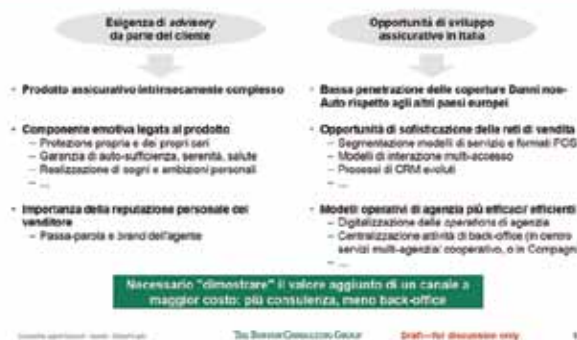 Esigenza di advisory
da parte del cliente
• Prodotto assicurativo intrinsecamente complesso
• Componente emotiva legata al prodotto
– Protezione propria e dei propri cari
– Garanzia di auto-sufficienza, serenità, salute
– Realizzazione di sogni e ambizioni personali
– ...
• Importanza della reputazione personale del
venditore
– Passa-parola e brand dell'agente
Opportunità di sviluppo
assicurative in Italia
• Bassa penetrazione delle coperture Danni non-
Auto rispetto agli altri paesi europei
• Opportunità di sofisticazione delle reti di vendita
– Segmentazione modelli di servizio e formati POS
– Modelli di interazione multi-accesso
– Processi di CRM evoluti
– ...
• Modelli operativi di agenzia più efficaci/ efficienti
– Digitalizzazione delle operations di agenzia
– Centralizzazione attività di back-office (in centro
servizi multi-agenzia/ cooperativo, o in Compagn
– ...
Necessario "dimostrare" il valore aggiunto di un canale a
maggior costo: più consulenza, meno back-office
THE BOSTON CONSULTING GROUP
Draft—for discussion only